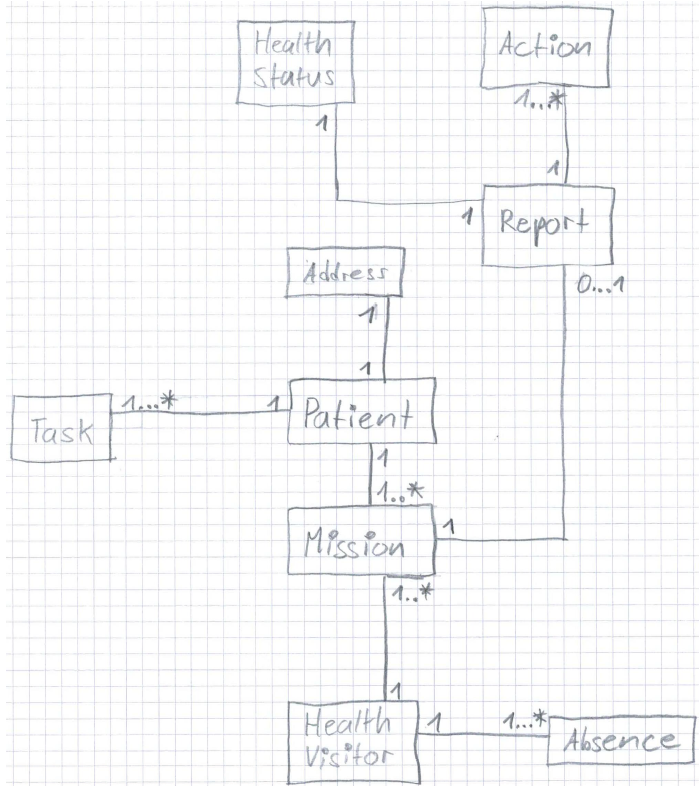 Health
Status
Action
1
1...*
1
1
Report
Address
0...1
1
1
Task
1...*
1
Patient
1
1..*
Mission
1
1..*
1
Health
Visitor
1
1...*
Absence